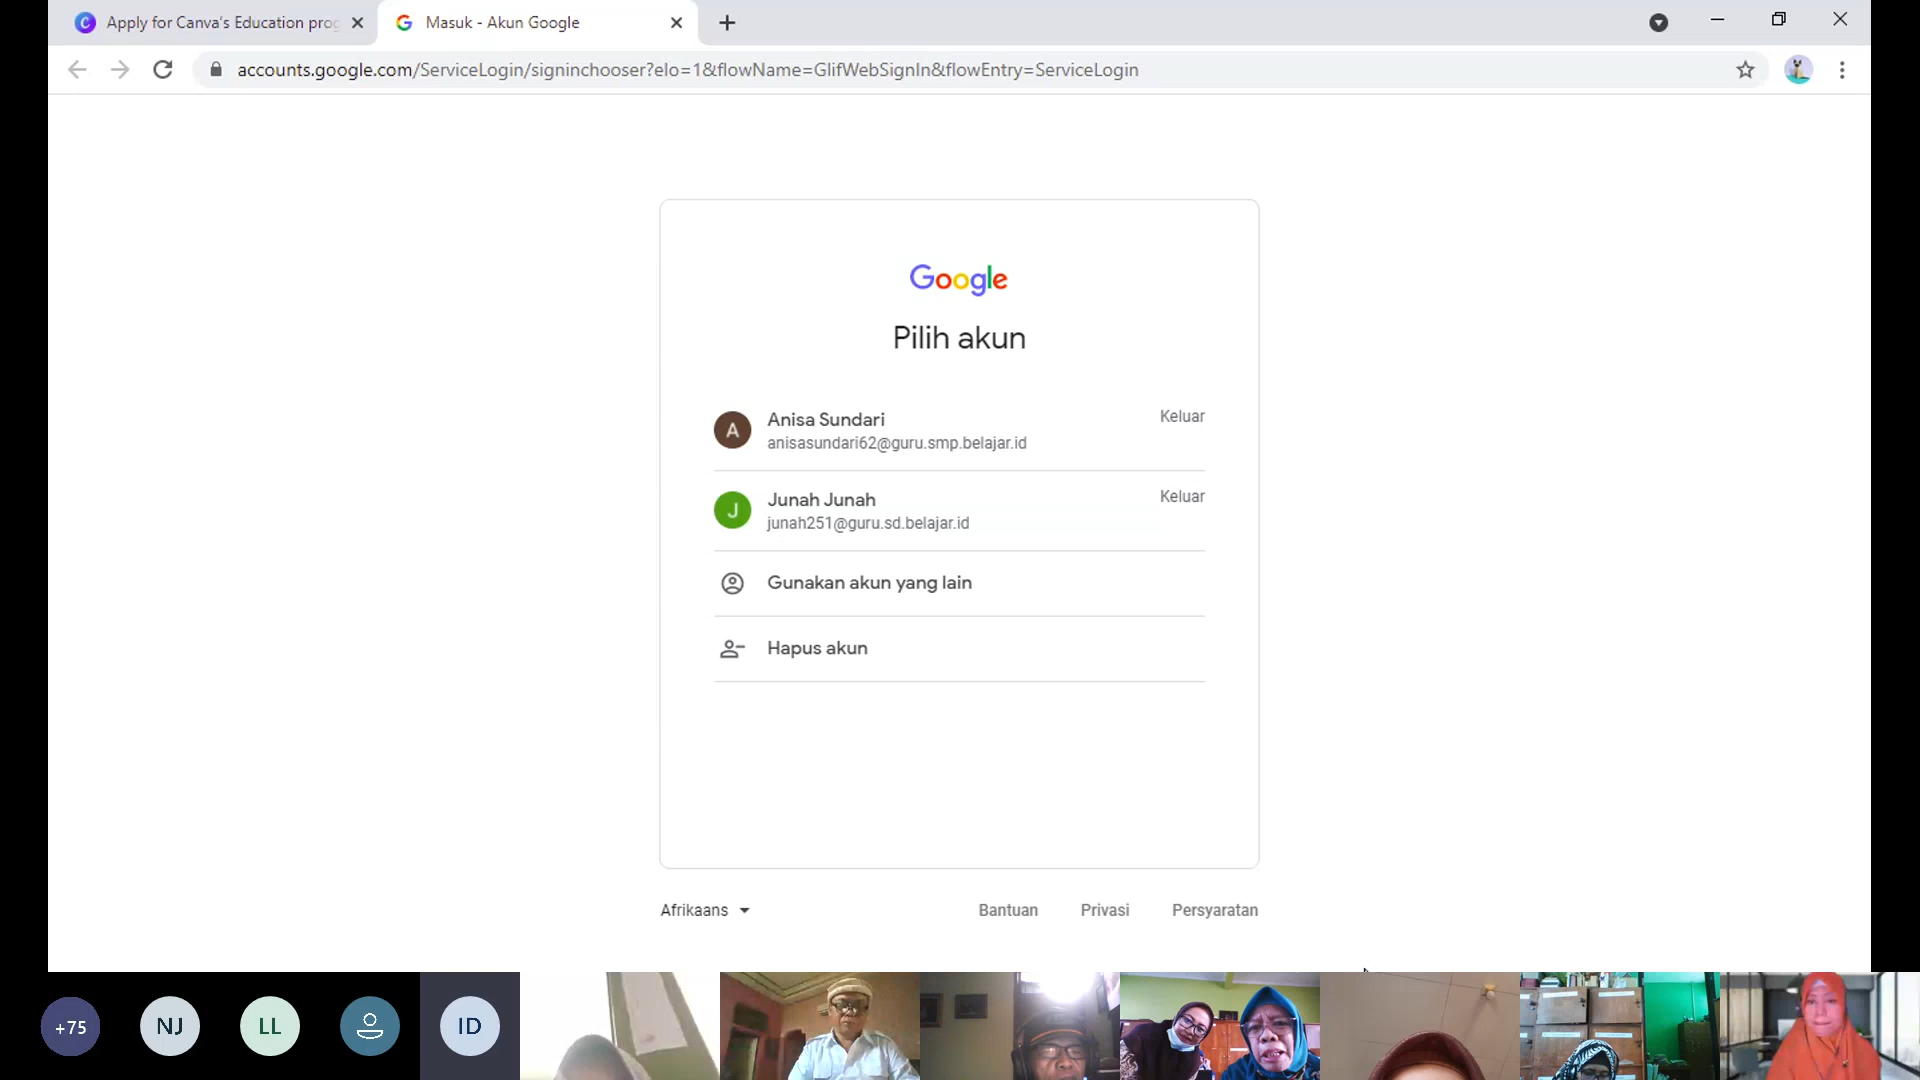 Apply for Canva's Education prog
Masuk - Akun Google
accounts.google.com/ServiceLogin/signinchooser?elo=1&flowName=GlifWebSignIn&flowEntry=ServiceLogin
Google
Pilih akun
A
Anisa Sundari
Keluar
anisasundari62@guru.smp.belajar.id
J
Junah Junah
Keluar
junah251@guru.sd.belajar.id
Gunakan akun yang lain
Hapus akun
Afrikaans
Bantuan
Privasi
Persyaratan
+75
NJ
LL
ID